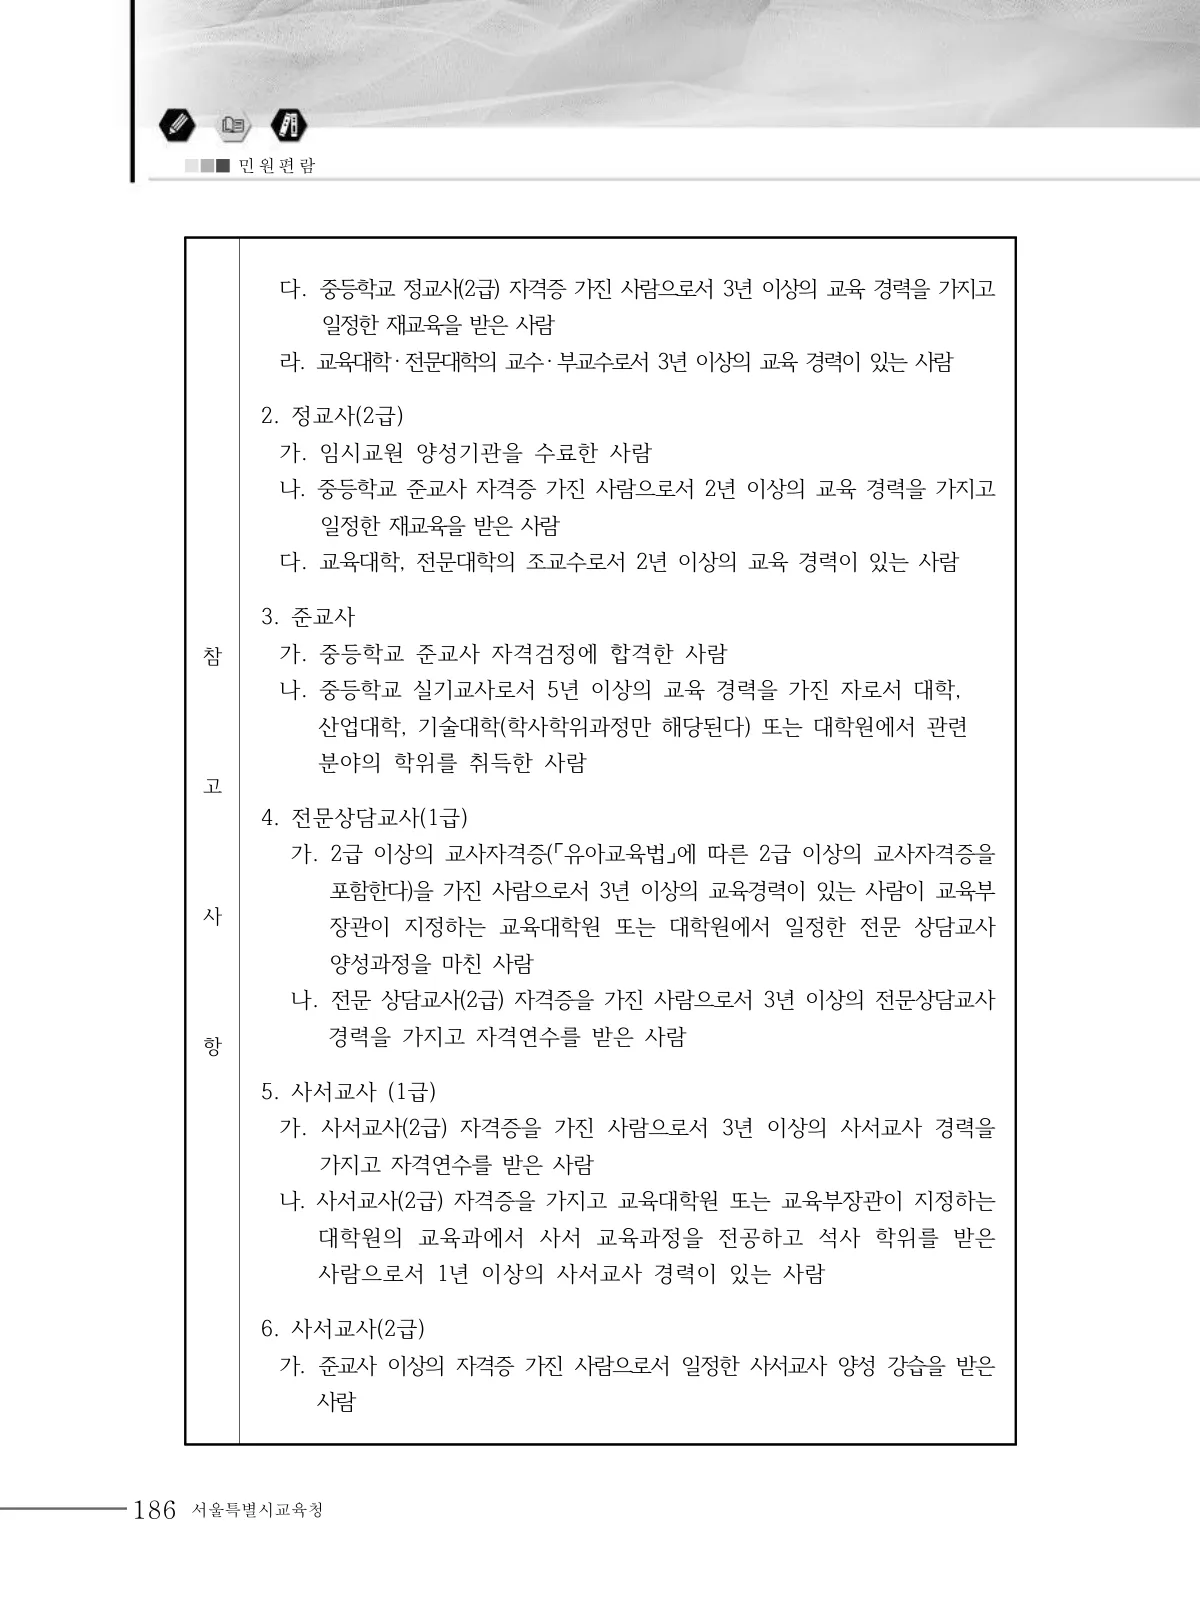 민원편람
다. 중등학교 정교사(2급) 자격증 가진 사람으로서 3년 이상의 교육 경력을 가지고
일정한 재교육을 받은 사람
라. 교육대학·전문대학의 교수·부교수로서 3년 이상의 교육 경력이 있는 사람
2. 정교사(2급)
가. 임시교원 양성기관을 수료한 사람
나. 중등학교 준교사 자격증 가진 사람으로서 2년 이상의 교육 경력을 가지고
일정한 재교육을 받은 사람
다. 교육대학, 전문대학의 조교수로서 2년 이상의 교육 경력이 있는 사람
3. 준교사
가. 중등학교 준교사 자격검정에 합격한 사람
나. 중등학교 실기교사로서 5년 이상의 교육 경력을 가진 자로서 대학,
산업대학, 기술대학(학사학위과정만 해당된다) 또는 대학원에서 관련
분야의 학위를 취득한 사람
4. 전문상담교사(1급)
가. 2급 이상의 교사자격증(「유아교육법」에 따른 2급 이상의 교사자격증을
포함한다)을 가진 사람으로서 3년 이상의 교육경력이 있는 사람이 교육부
장관이 지정하는 교육대학원 또는 대학원에서 일정한 전문 상담교사
양성과정을 마친 사람
나. 전문 상담교사(2급) 자격증을 가진 사람으로서 3년 이상의 전문상담교사
경력을 가지고 자격연수를 받은 사람
5. 사서교사 (1급)
가. 사서교사(2급) 자격증을 가진 사람으로서 3년 이상의 사서교사 경력을
가지고 자격연수를 받은 사람
나. 사서교사(2급) 자격증을 가지고 교육대학원 또는 교육부장관이 지정하는
대학원의 교육과에서 사서 교육과정을 전공하고 석사 학위를 받은
사람으로서 1년 이상의 사서교사 경력이 있는 사람
6. 사서교사(2급)
가. 준교사 이상의 자격증 가진 사람으로서 일정한 사서교사 양성 강습을 받은
사람
참
고
사
항
186 서울특별시교육청